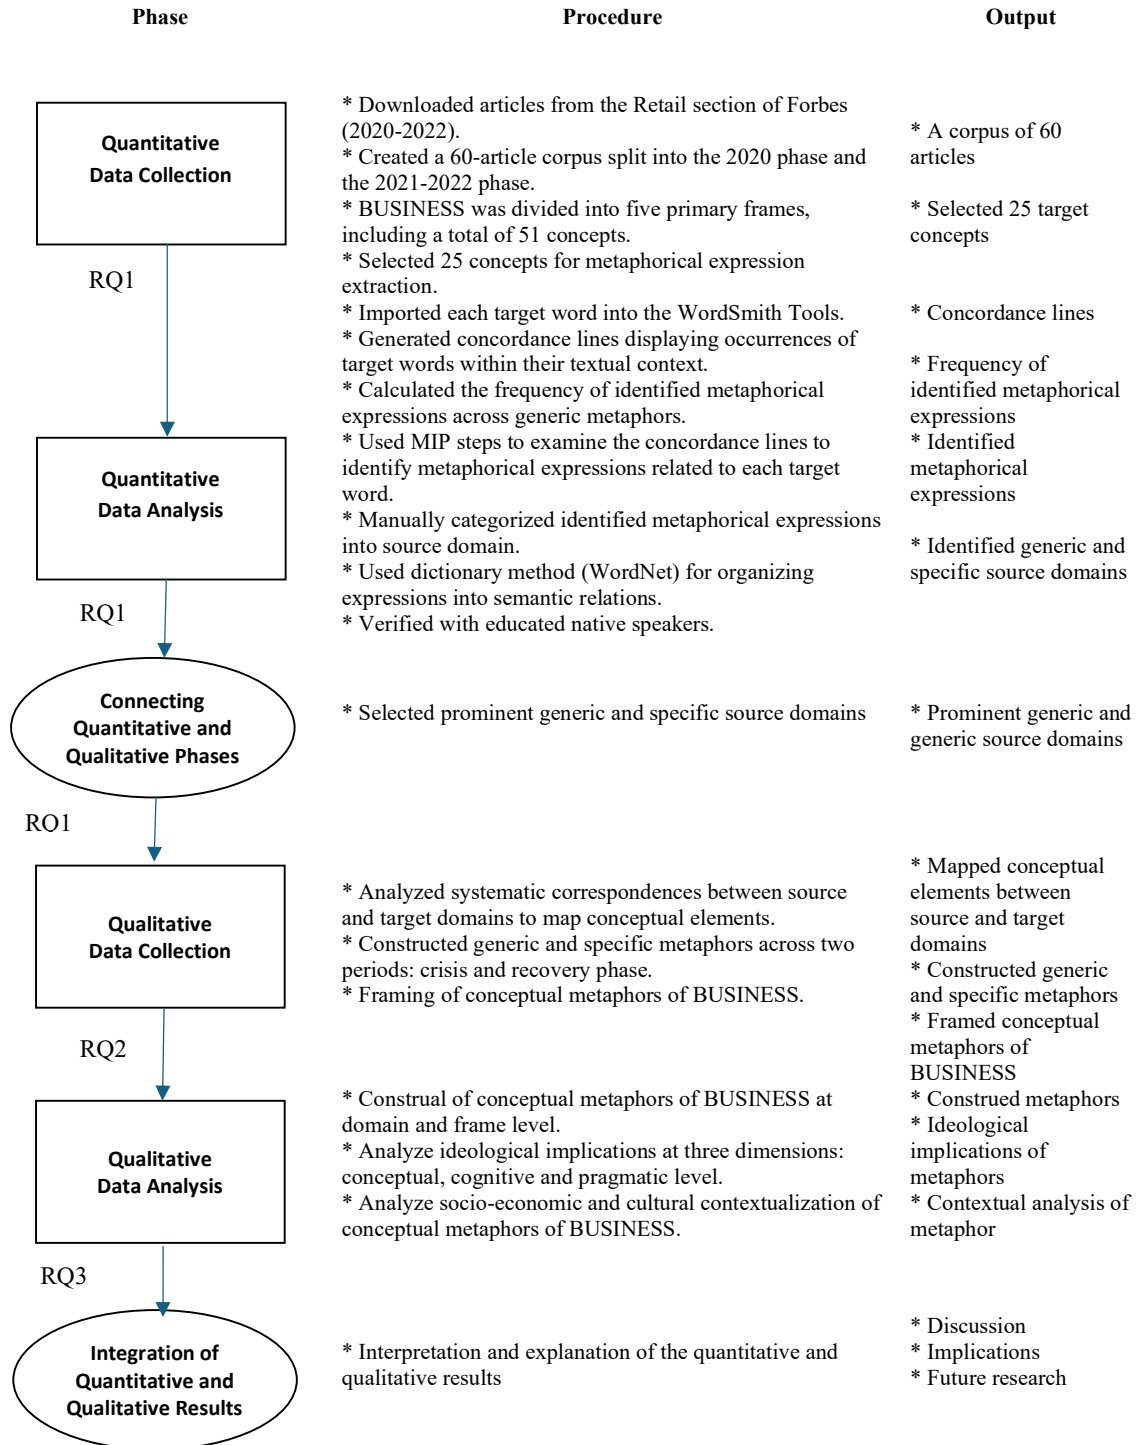 Phase Procedure Output
Quantitative
Data Collection
* Downloaded articles from the Retail section of Forbes
(2020-2022).
* Created a 60-article corpus split into the 2020 phase and
the 2021-2022 phase.
* BUSINESS was divided into five primary frames,
including a total of 51 concepts.
* Selected 25 concepts for metaphorical expression
extraction.
* A corpus of 60
articles
* Selected 25 target
concepts
RQ1
* Imported each target word into the WordSmith Tools.
* Generated concordance lines displaying occurrences of
target words within their textual context.
* Calculated the frequency of identified metaphorical
expressions across generic metaphors.
* Used MIP steps to examine the concordance lines to
identify metaphorical expressions related to each target
word.
* Manually categorized identified metaphorical expressions
into source domain.
* Used dictionary method (WordNet) for organizing
expressions into semantic relations.
* Verified with educated native speakers.
* Concordance lines
* Frequency of
identified metaphorical
expressions
* Identified
metaphorical
expressions
* Identified generic and
specific source domains
Quantitative
Data Analysis
RQ1
Connecting
Quantitative and
Qualitative Phases
* Selected prominent generic and specific source domains
* Prominent generic and
generic source domains
RQ1
Qualitative
Data Collection
* Analyzed systematic correspondences between source
and target domains to map conceptual elements.
* Constructed generic and specific metaphors across two
periods: crisis and recovery phase.
* Framing of conceptual metaphors of BUSINESS.
* Mapped conceptual
elements between
source and target
domains
* Constructed generic
and specific metaphors
* Framed conceptual
metaphors of
BUSINESS
RQ2
Qualitative
Data Analysis
* Construal of conceptual metaphors of BUSINESS at
domain and frame level.
* Analyze ideological implications at three dimensions:
conceptual, cognitive and pragmatic level.
* Analyze socio-economic and cultural contextualization of
conceptual metaphors of BUSINESS.
* Construed metaphors
* Ideological
implications of
metaphors
* Contextual analysis of
metaphor
RQ3
Integration of
Quantitative and
Qualitative Results
* Interpretation and explanation of the quantitative and
qualitative results
* Discussion
* Implications
* Future research